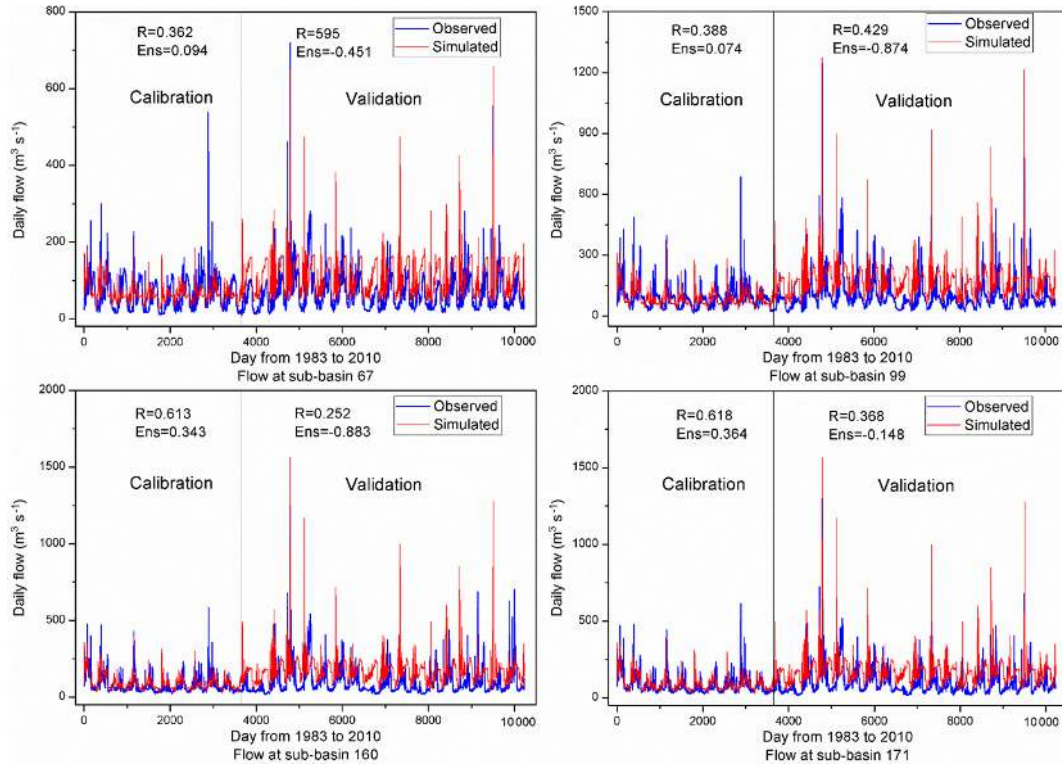 R=0.362
Ens=0.094
R=595
Ens=-0.451
Observed
Simulated
Calibration
Validation
Daily flow (m³ s⁻¹)
800
600
400
200
0
0 2000 4000 6000 8000 10000
Day from 1983 to 2010
Flow at sub-basin 67
R=0.388
Ens=0.074
R=0.429
Ens=-0.874
Observed
Simulated
Calibration
Validation
Daily flow (m³ s⁻¹)
1500
1200
900
600
300
0
0 2000 4000 6000 8000 10000
Day from 1983 to 2010
Flow at sub-basin 99
R=0.613
Ens=0.343
R=0.252
Ens=-0.883
Observed
Simulated
Calibration
Validation
Daily flow (m³ s⁻¹)
2000
1500
1000
500
0
0 2000 4000 6000 8000 10000
Day from 1983 to 2010
Flow at sub-basin 160
R=0.618
Ens=0.364
R=0.368
Ens=-0.148
Observed
Simulated
Calibration
Validation
Daily flow (m³ s⁻¹)
2000
1500
1000
500
0
0 2000 4000 6000 8000 10000
Day from 1983 to 2010
Flow at sub-basin 171